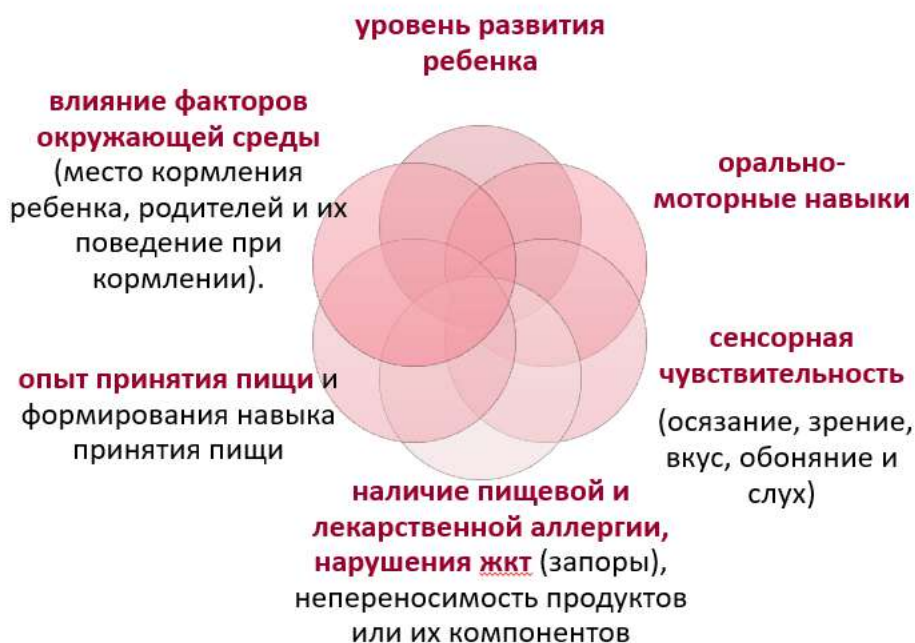 уровень развития
ребенка
влияние факторов
окружающей среды
(место кормления
ребенка, родителей и их
поведение при
кормлении).
орально-
моторные навыки
сенсорная
чувствительность
(осязание, зрение,
вкус, обоняние и
слух)
опыт принятия пищи и
формирования навыка
принятия пищи
наличие пищевой и
лекарственной аллергии,
нарушения жкт (запоры),
непереносимость продуктов
или их компонентов